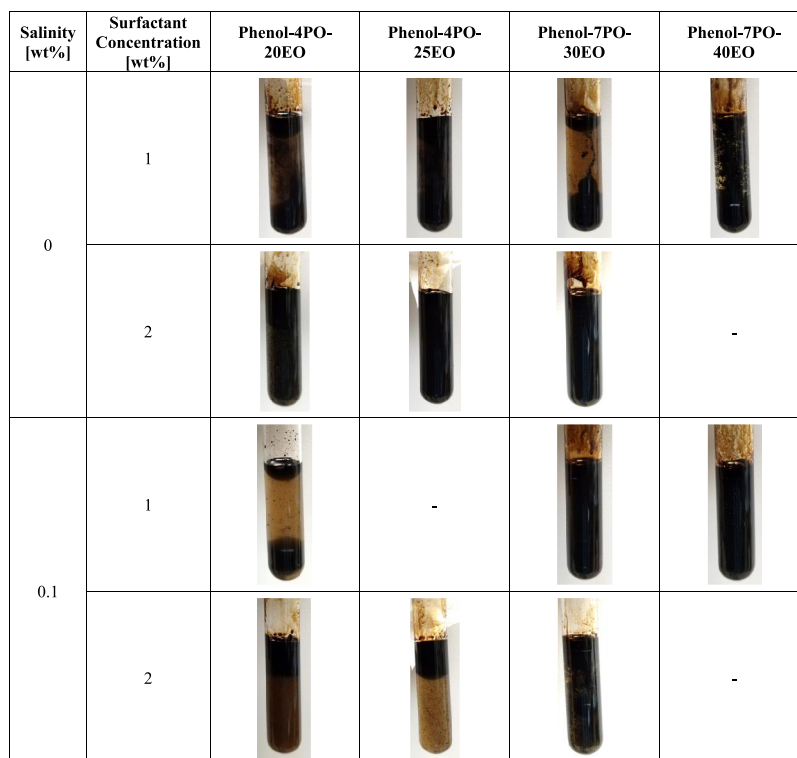 Salinity
[wt%]
Surfactant
Concentration
[wt%]
Phenol-4PO-
20EO
Phenol-4PO-
25EO
Phenol-7PO-
30EO
Phenol-7PO-
40EO
0
1
2
-
0.1
1
-
2
-